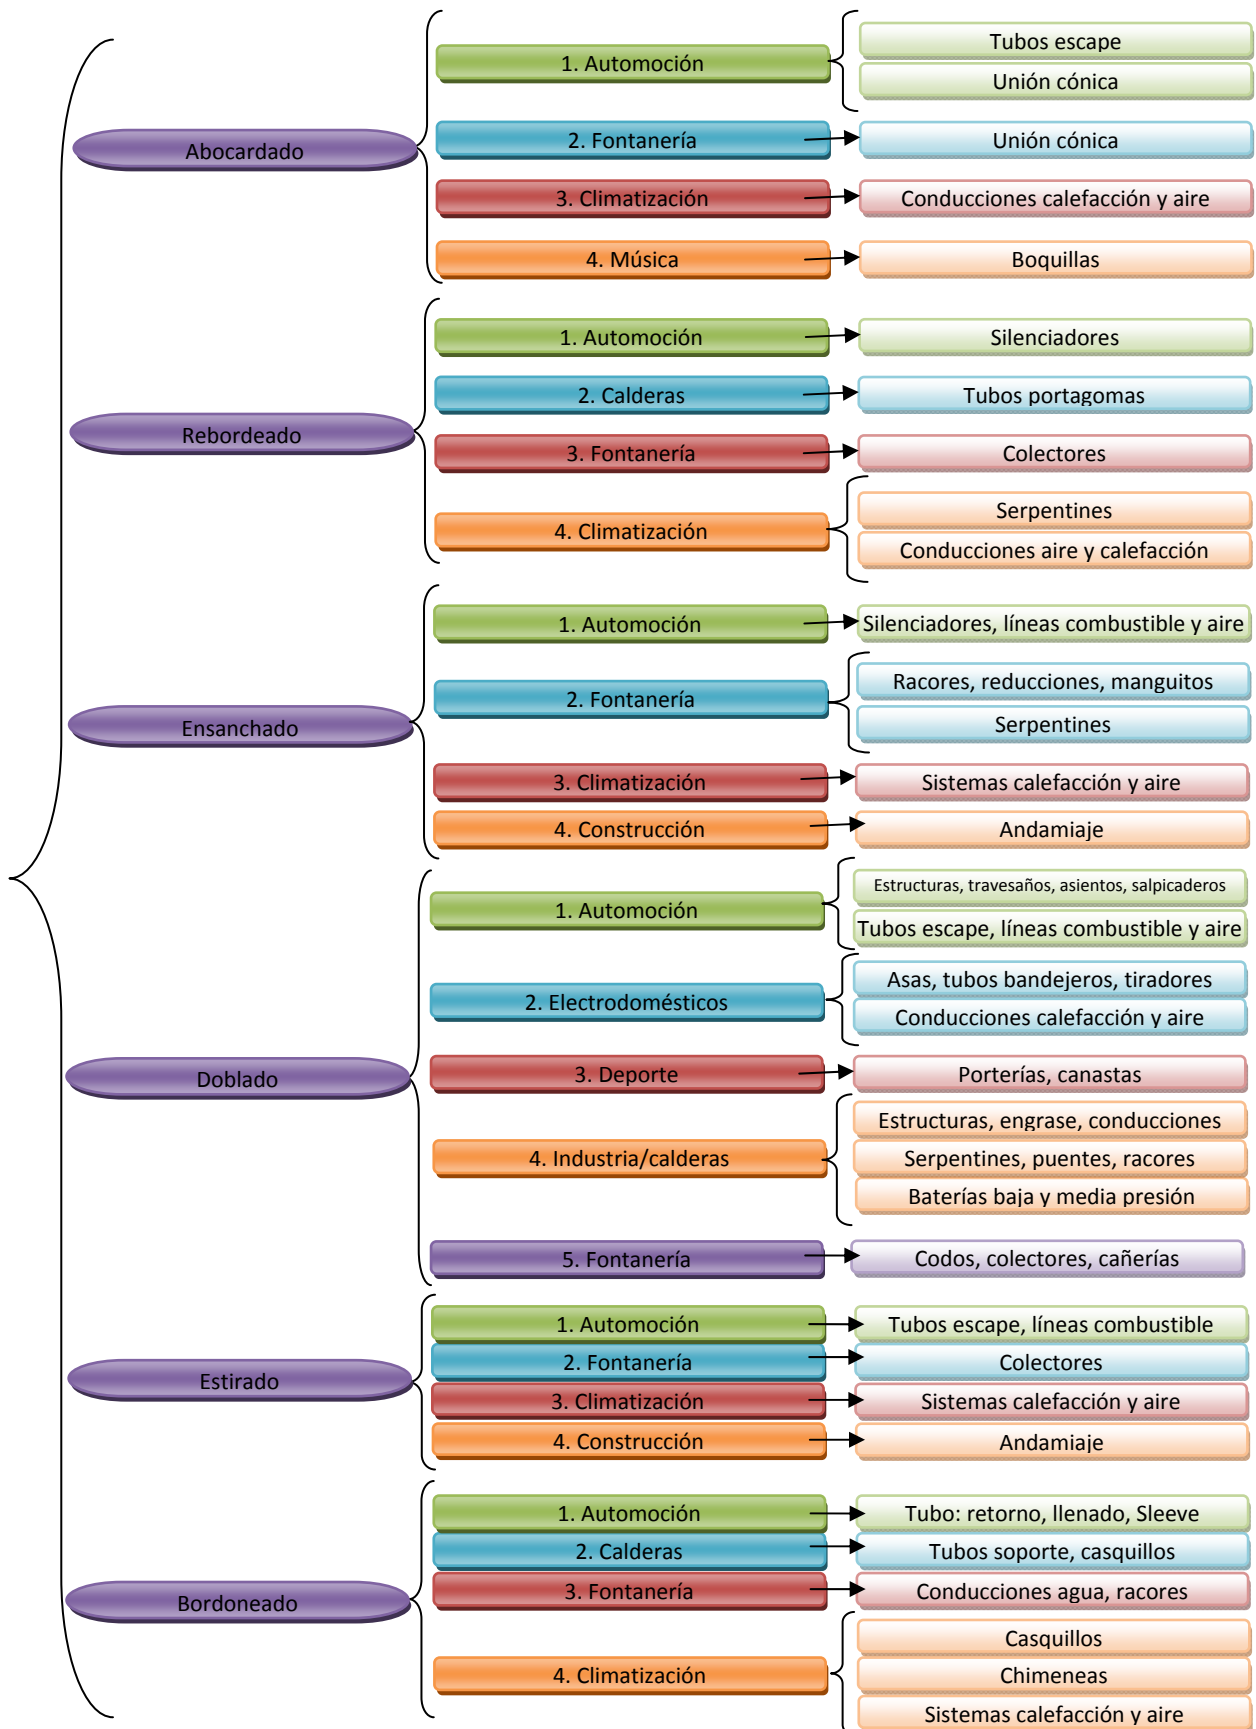 Abocardado
1. Automoción
Tubos escape
Unión cónica
2. Fontanería
Unión cónica
3. Climatización
Conducciones calefacción y aire
4. Música
Boquillas
Rebordeado
1. Automoción
Silenciadores
2. Calderas
Tubos portagomas
3. Fontanería
Colectores
4. Climatización
Serpentines
Conducciones aire y calefacción
Ensanchado
1. Automoción
Silenciadores, líneas combustible y aire
2. Fontanería
Racores, reducciones, manguitos
Serpentines
3. Climatización
Sistemas calefacción y aire
4. Construcción
Andamiaje
Doblado
1. Automoción
Estructuras, travesaños, asientos, salpicaderos
Tubos escape, líneas combustible y aire
2. Electrodomésticos
Asas, tubos bandejeros, tiradores
Conducciones calefacción y aire
3. Deporte
Porterías, canastas
4. Industria/calderas
Estructuras, engrase, conducciones
Serpentines, puentes, racores
Baterías baja y media presión
5. Fontanería
Codos, colectores, cañerías
Estirado
1. Automoción
Tubos escape, líneas combustible
2. Fontanería
Colectores
3. Climatización
Sistemas calefacción y aire
4. Construcción
Andamiaje
Bordoneado
1. Automoción
Tubo: retorno, llenado, Sleeve
2. Calderas
Tubos soporte, casquillos
3. Fontanería
Conducciones agua, racores
4. Climatización
Casquillos
Chimeneas
Sistemas calefacción y aire